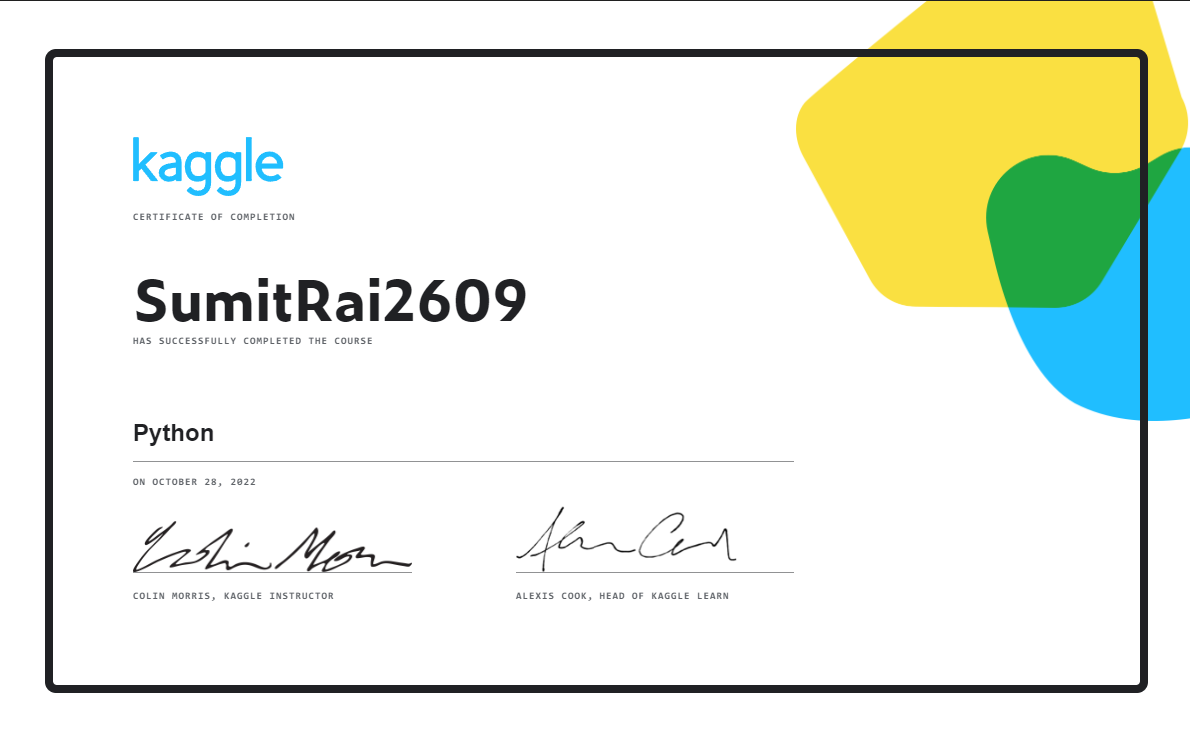 kaggle
CERTIFICATE OF COMPLETION
SumitRai2609
HAS SUCCESSFULLY COMPLETED THE COURSE
Python
ON OCTOBER 28, 2022
Colin Morris
Alexis Cook
COLIN MORRIS, KAGGLE INSTRUCTOR
ALEXIS COOK, HEAD OF KAGGLE LEARN